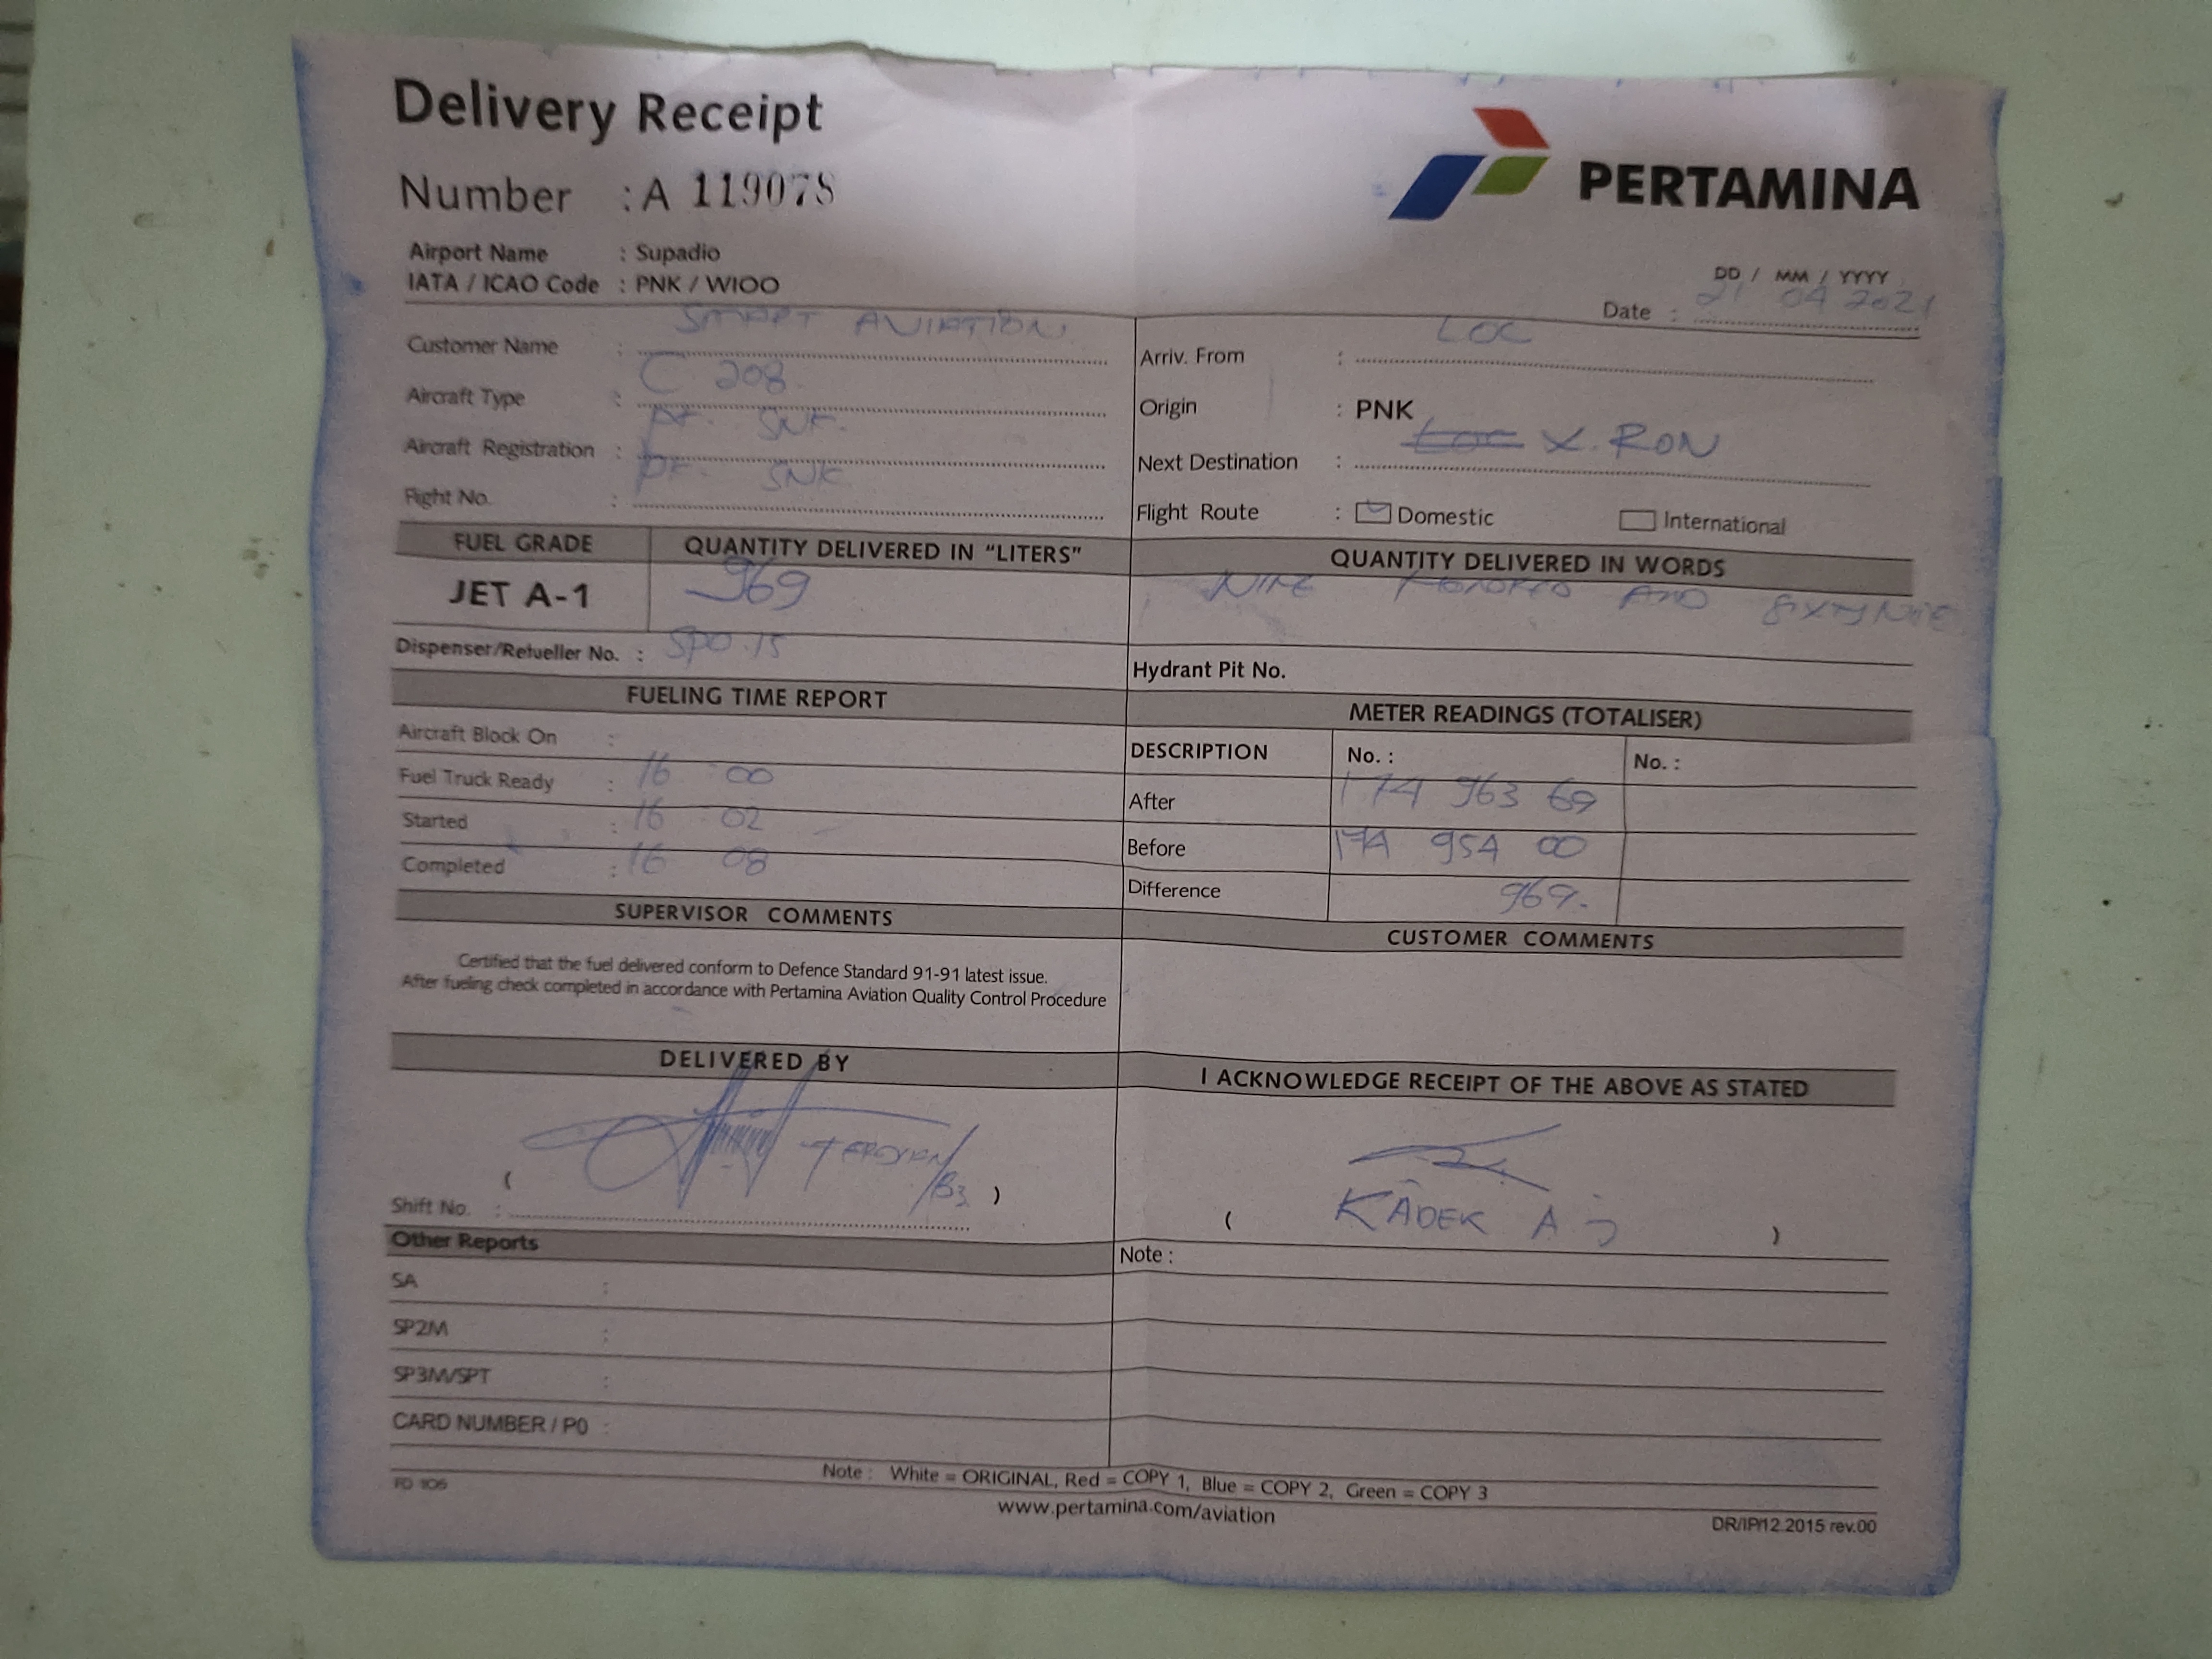 Delivery Receipt
PERTAMINA
Number : A 119078
Airport Name : Supadio
IATA / ICAO Code : PNK / WIOO
DD / MM / YYYY
Date : 21 04 2021
Customer Name : SMART AVIATION
Aircraft Type : C 208
Aircraft Registration : PK. SNK.
Flight No. : PK. SNK
Arriv. From : LOC
Origin : PNK
Next Destination : X. RON
Flight Route : Domestic International
FUEL GRADE QUANTITY DELIVERED IN "LITERS" QUANTITY DELIVERED IN WORDS
JET A-1 969 NINE HUNDRED AND SIXTY NINE
Dispenser/Refueller No. : SPO.15
Hydrant Pit No.
FUELING TIME REPORT
Aircraft Block On :
Fuel Truck Ready : 16 00
Started : 16 02
Completed : 16 08
METER READINGS (TOTALISER)
DESCRIPTION No. : No. :
After 174 963 69
Before 174 954 00
Difference 969.
SUPERVISOR COMMENTS
Certified that the fuel delivered conform to Defence Standard 91-91 latest issue.
After fueling check completed in accordance with Pertamina Aviation Quality Control Procedure
CUSTOMER COMMENTS
DELIVERED BY
( /B3 )
Shift No. :
I ACKNOWLEDGE RECEIPT OF THE ABOVE AS STATED
( KADEK A )
Other Reports
SA :
SP2M :
SP3M/SPT :
CARD NUMBER / P0 :
Note :
Note : White = ORIGINAL, Red = COPY 1, Blue = COPY 2, Green = COPY 3
FD 106
www.pertamina.com/aviation
DR/IP/12.2015 rev.00